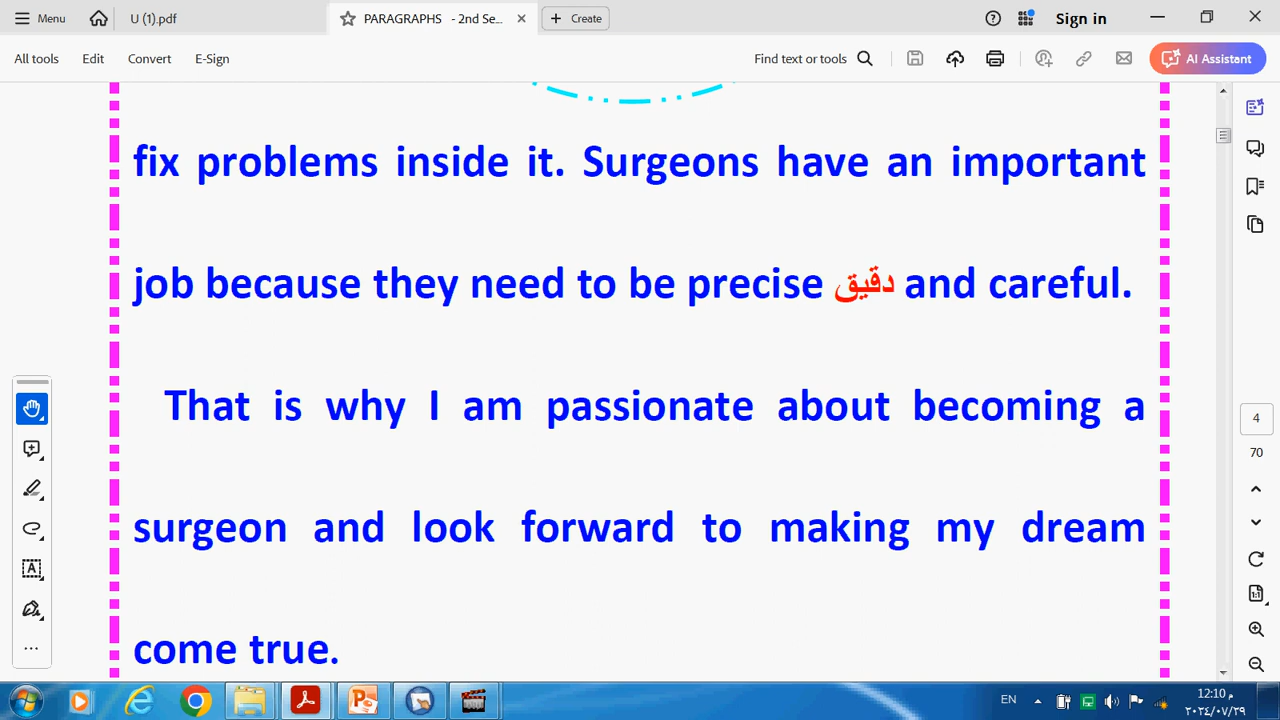 Menu
U (1).pdf
PARAGRAPHS - 2nd Se...
Create
Sign in
All tools
Edit
Convert
E-Sign
Find text or tools
AI Assistant
fix problems inside it. Surgeons have an important
job because they need to be precise دقيق and careful.
That is why I am passionate about becoming a
surgeon and look forward to making my dream
come true.
4
70
EN
12:10 م
٢٠٢٤/٠٧/٢٩